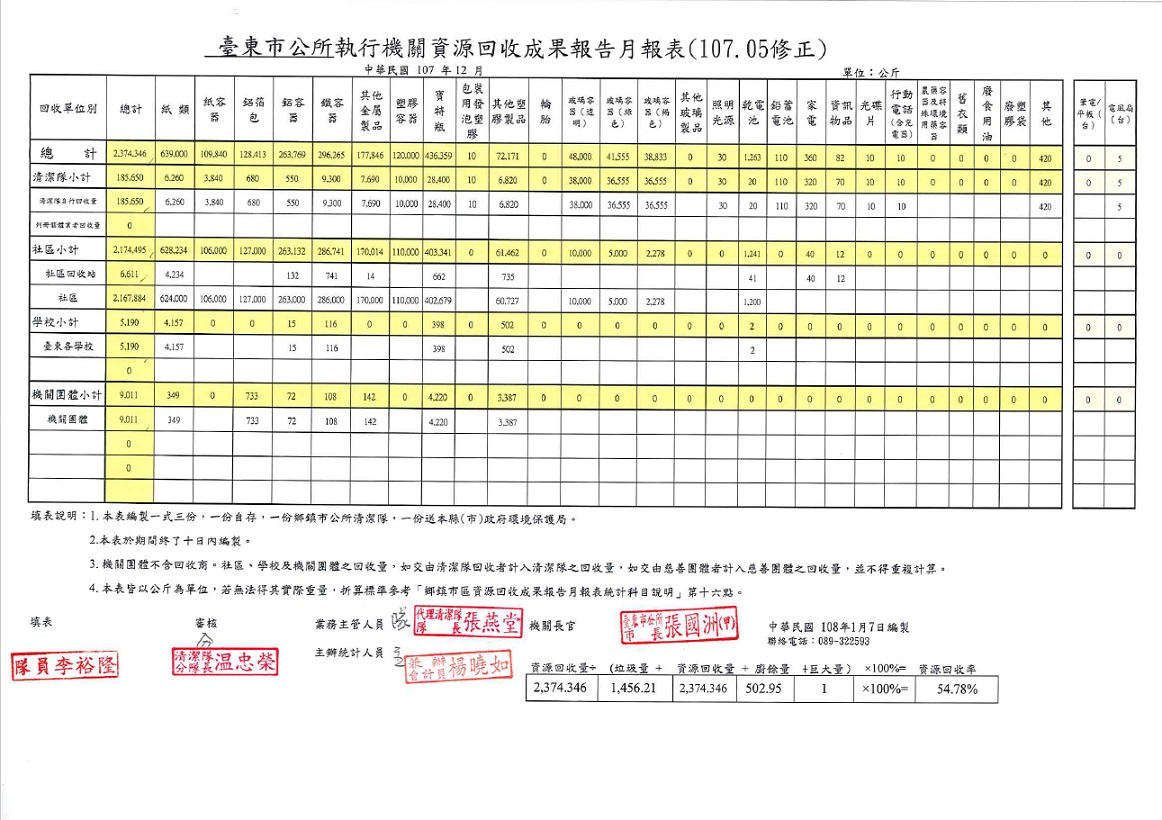 臺東市公所執行機關資源回收成果報告月報表(107.05修正)
中華民國 107 年 12 月
單位：公斤
回收單位別 總計 紙類 紙容器 鋁箔包 鋁容器 鐵容器 其他金屬製品 塑膠容器 寶特瓶 包裝用發泡塑膠 其他塑膠製品 輪胎 玻璃容器(透明) 玻璃容器(綠色) 玻璃容器(褐色) 其他玻璃製品 照明光源 乾電池 鉛蓄電池 家電 資訊物品 光碟片 行動電話(含充電器) 農藥容器及特殊環境用藥容器 舊衣類 廢食用油 廢塑膠袋 其他 筆電/平板(台) 電風扇(台)
總計 2,374.346 639.000 109.840 128.413 263.769 296.265 177.846 120.000 436.359 10 72.171 0 48,000 41.555 38.833 0 30 1,263 110 360 82 10 10 0 0 0 0 420 0 5
清潔隊小計 185.650 6,260 3,840 680 550 9,300 7,690 10,000 28,400 10 6,820 0 38,000 36,555 36,555 0 30 20 110 320 70 10 10 0 0 0 0 420 0 5
清潔隊自行回收量 185.650 6,260 3,840 680 550 9,300 7,690 10,000 28,400 10 6,820 38,000 36,555 36,555 30 20 110 320 70 10 10 420 5
列冊個體業者回收量 0
社區小計 2,174,495 628,234 106,000 127,000 263,132 286,741 170,014 110,000 403,341 0 61,462 0 10,000 5,000 2,278 0 0 1,241 0 40 12 0 0 0 0 0 0 0 0 0
社區回收站 6,611 4,234 132 741 14 662 735 41 40 12
社區 2,167,884 624,000 106,000 127,000 263,000 286,000 170,000 110,000 402,679 60,727 10,000 5,000 2,278 1,200
學校小計 5,190 4,157 0 0 15 116 0 0 398 0 502 0 0 0 0 0 0 2 0 0 0 0 0 0 0 0 0 0 0 0
臺東各學校 5,190 4,157 15 116 398 502 2
0
機關團體小計 9,011 349 0 733 72 108 142 0 4,220 0 3,387 0 0 0 0 0 0 0 0 0 0 0 0 0 0 0 0 0 0 0
機關團體 9,011 349 733 72 108 142 4,220 3,387
0
0
填表說明：1.本表編製一式三份，一份自存，一份鄉鎮市公所清潔隊，一份送本縣(市)政府環境保護局。
2.本表於期間終了十日內編製。
3.機關團體不含回收商。社區、學校及機關團體之回收量，如交由清潔隊回收者計入清潔隊之回收量，如交由慈善團體者計入慈善團體之回收量，並不得重複計算。
4.本表皆以公斤為單位，若無法得其實際重量，折算標準參考「鄉鎮市區資源回收成果報告月報表統計科目說明」第十六點。
填表 審核 業務主管人員 隊 代理清潔隊隊長張燕堂 機關長官 臺東市公所市長張國洲(甲) 中華民國 108年1月7日編製
聯絡電話：089-322593
隊員李裕隆 清潔隊分隊長温忠榮 主辦統計人員 兼辦會計員楊曉如
資源回收量÷ (垃圾量 + 資源回收量 + 廚餘量 +巨大量) ×100%= 資源回收率
2,374.346 1,456.21 2,374.346 502.95 1 ×100%= 54.78%